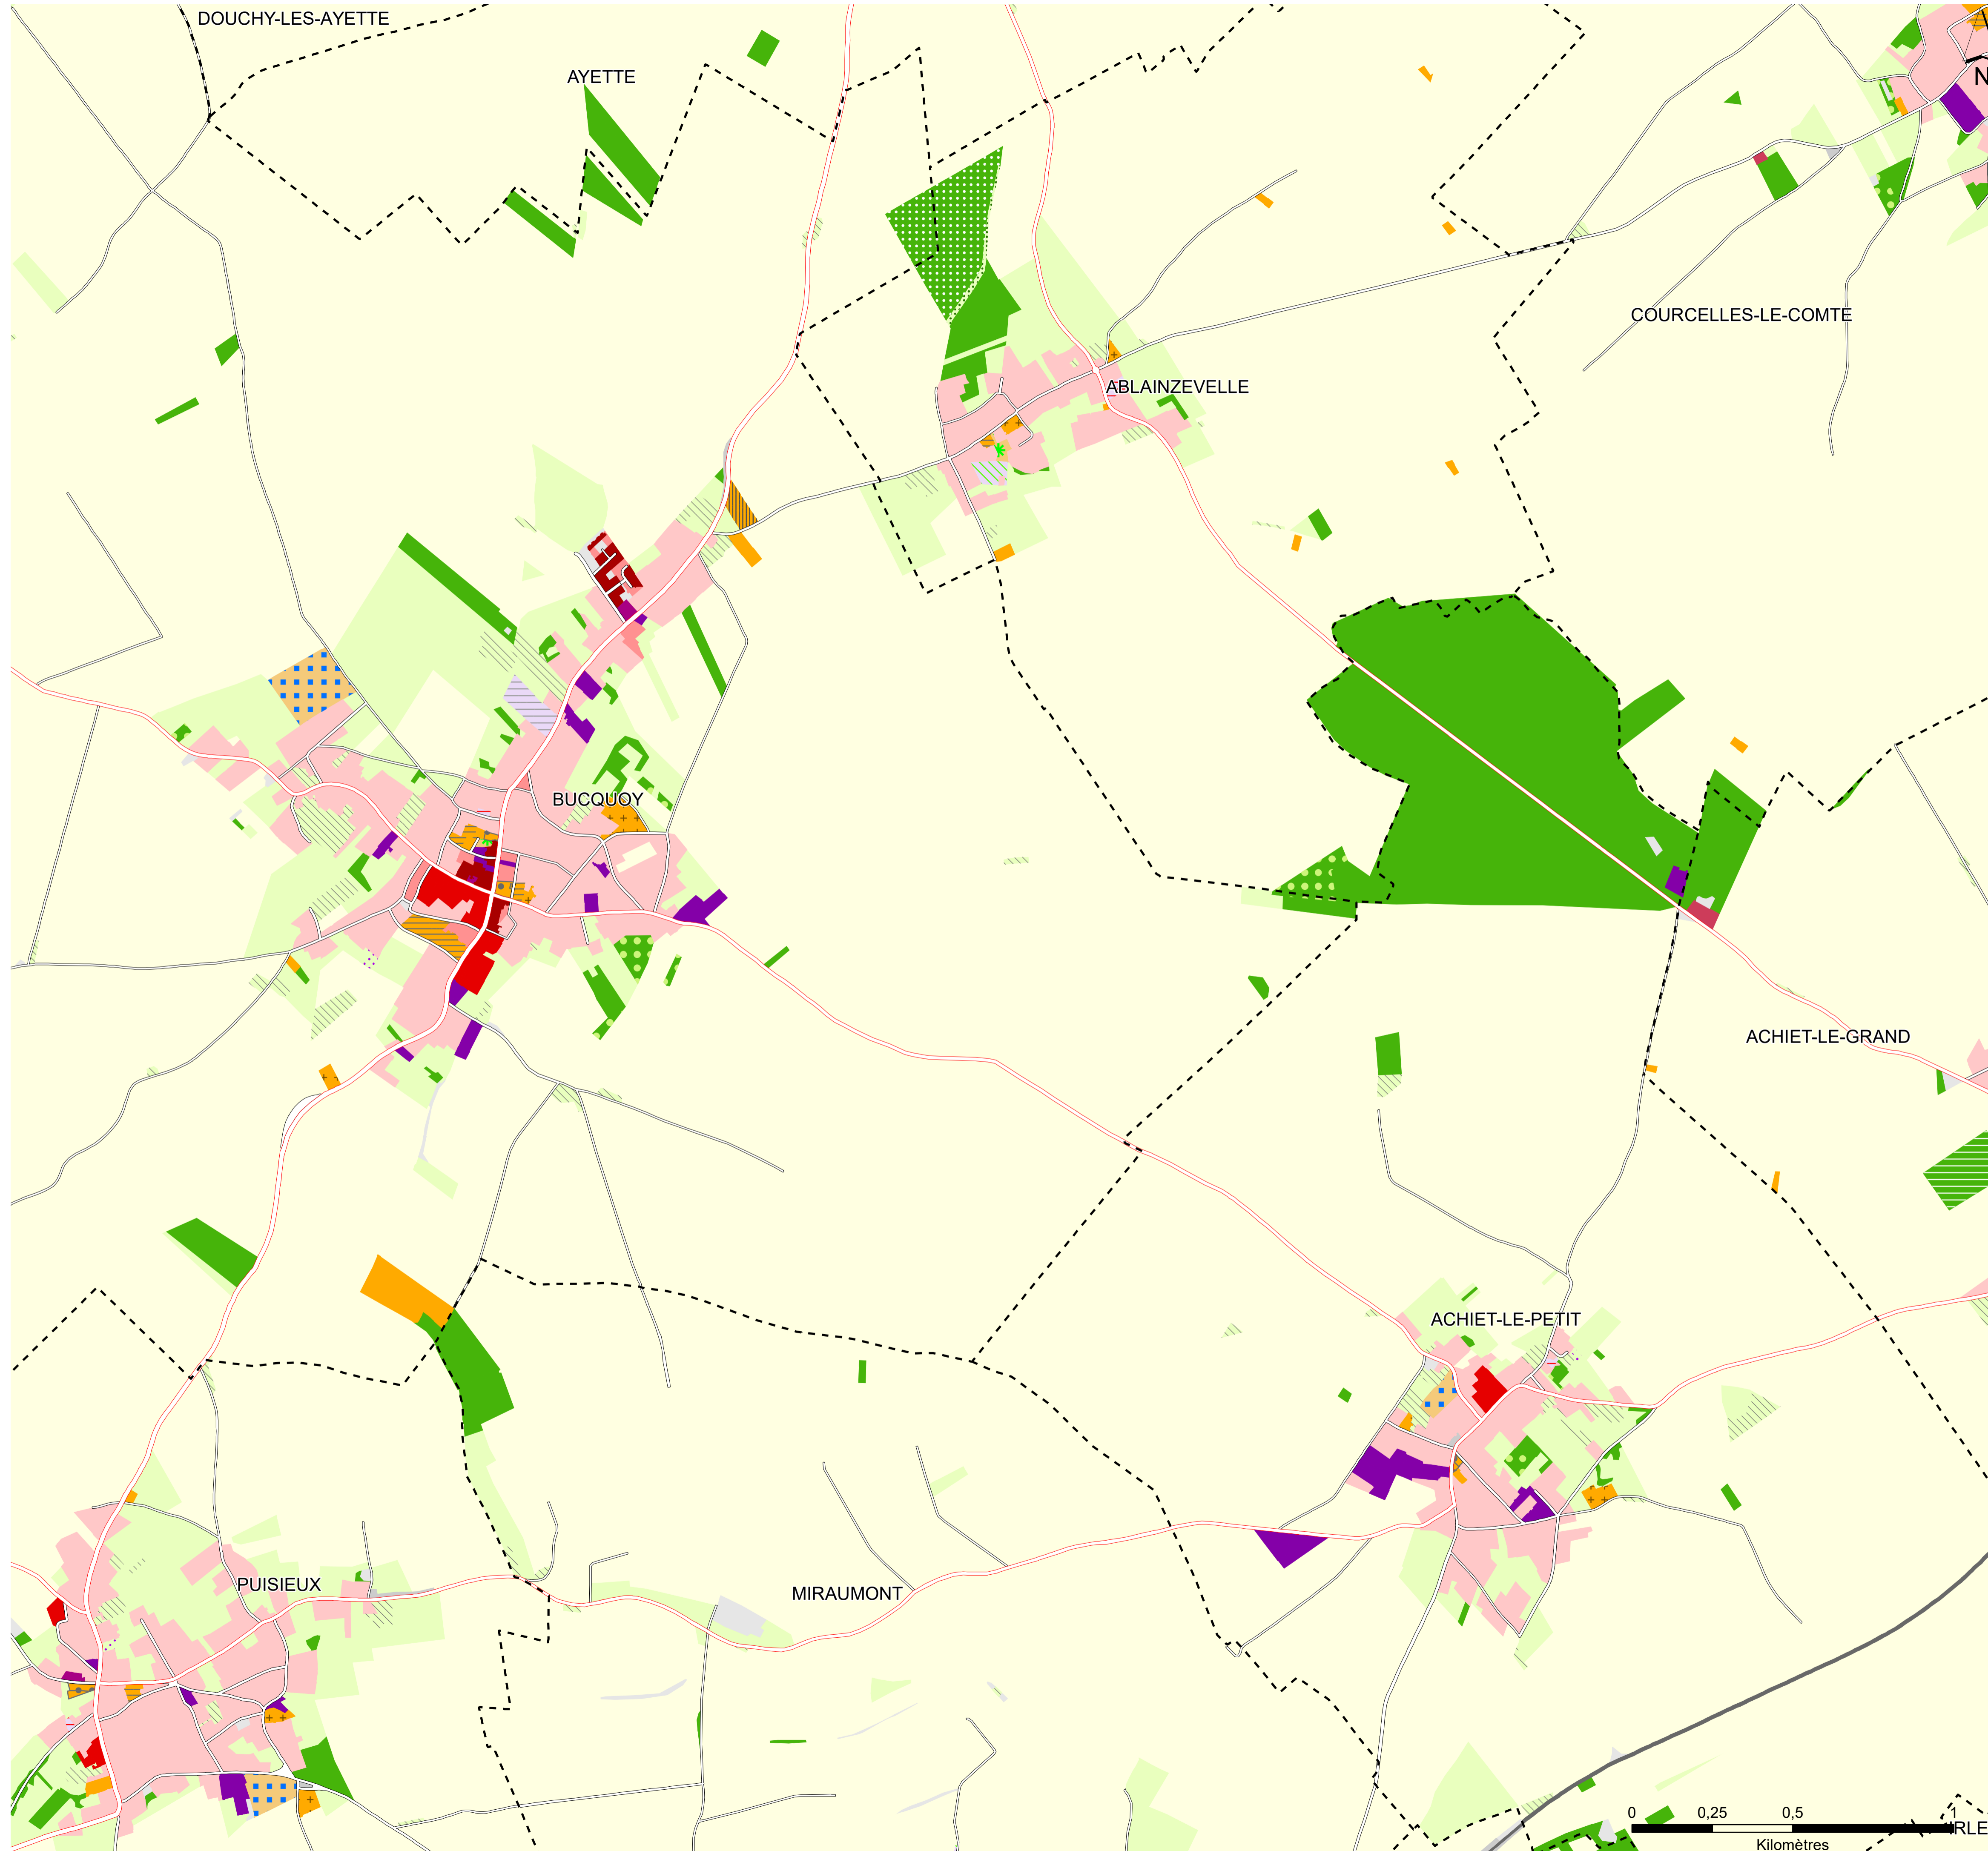 DOUCHY-LES-AYETTE
AYETTE
N
COURCELLES-LE-COMTE
ABLAINZEVELLE
BUCQUOY
ACHIET-LE-GRAND
ACHIET-LE-PETIT
PUISIEUX
MIRAUMONT
0 0,25 0,5 1
IRLE
Kilomètres